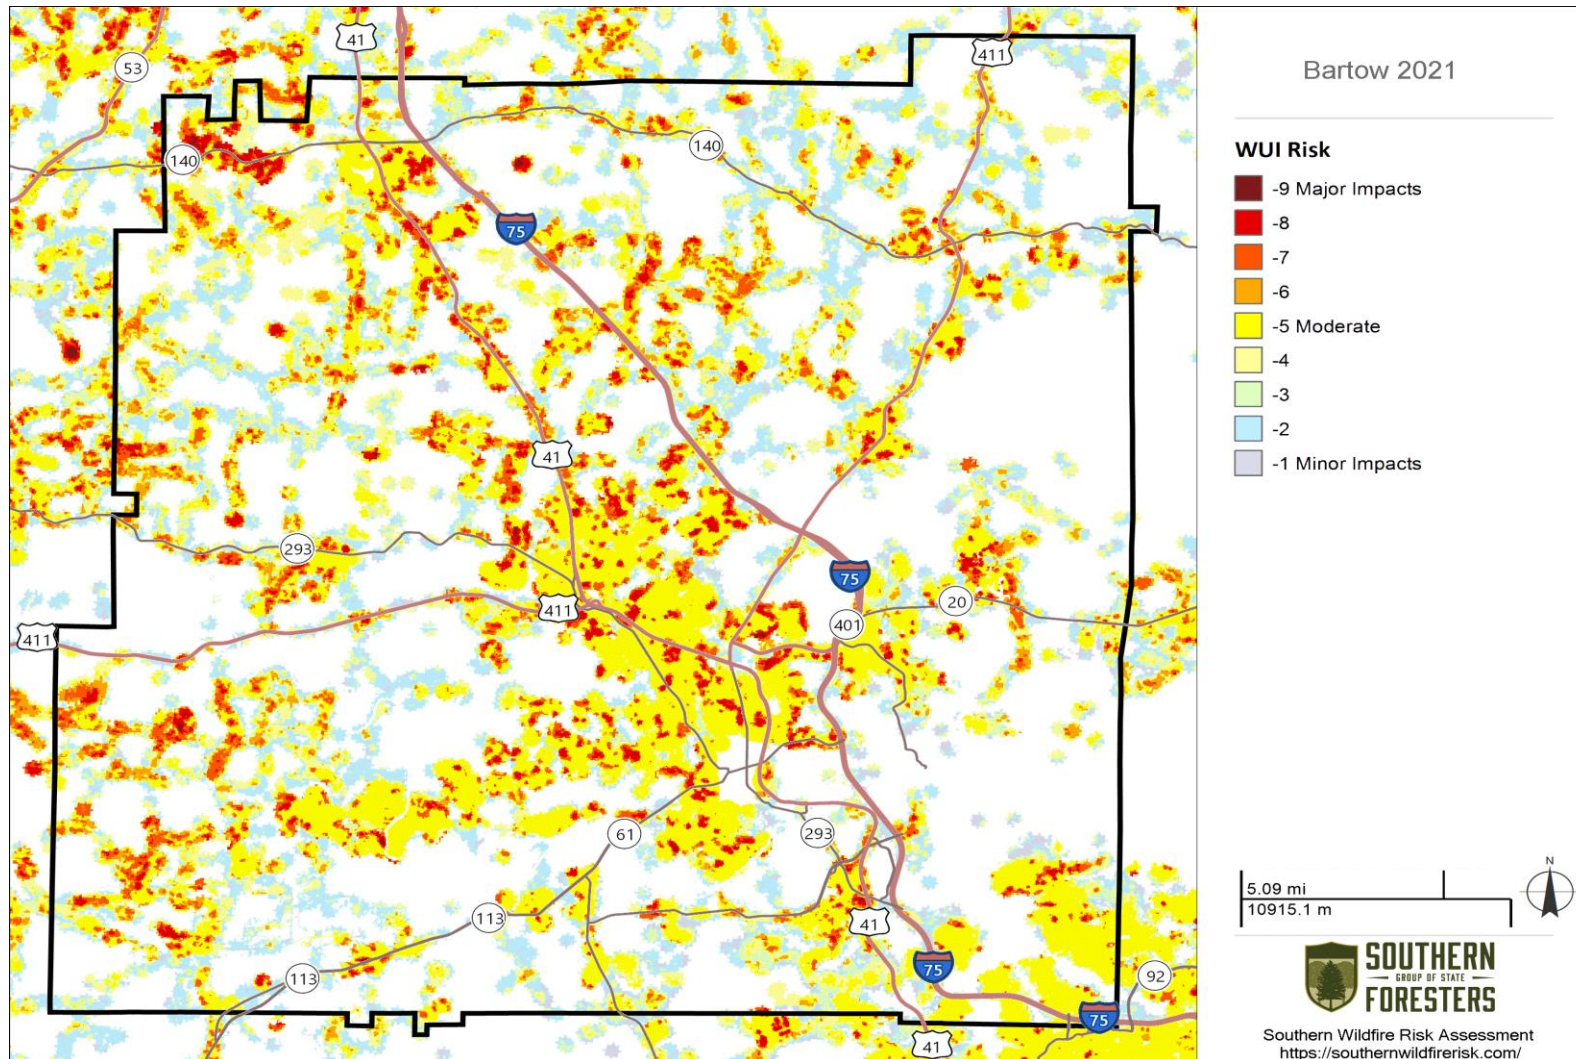 41
411
53
140
140
75
41
293
75
20
411
401
411
61
293
113
41
75
113
92
75
41
Bartow 2021
WUI Risk
-9 Major Impacts
-8
-7
-6
-5 Moderate
-4
-3
-2
-1 Minor Impacts
N
5.09 mi
10915.1 m
SOUTHERN
GROUP OF STATE
FORESTERS
Southern Wildfire Risk Assessment
https://southernwildfirerisk.com/